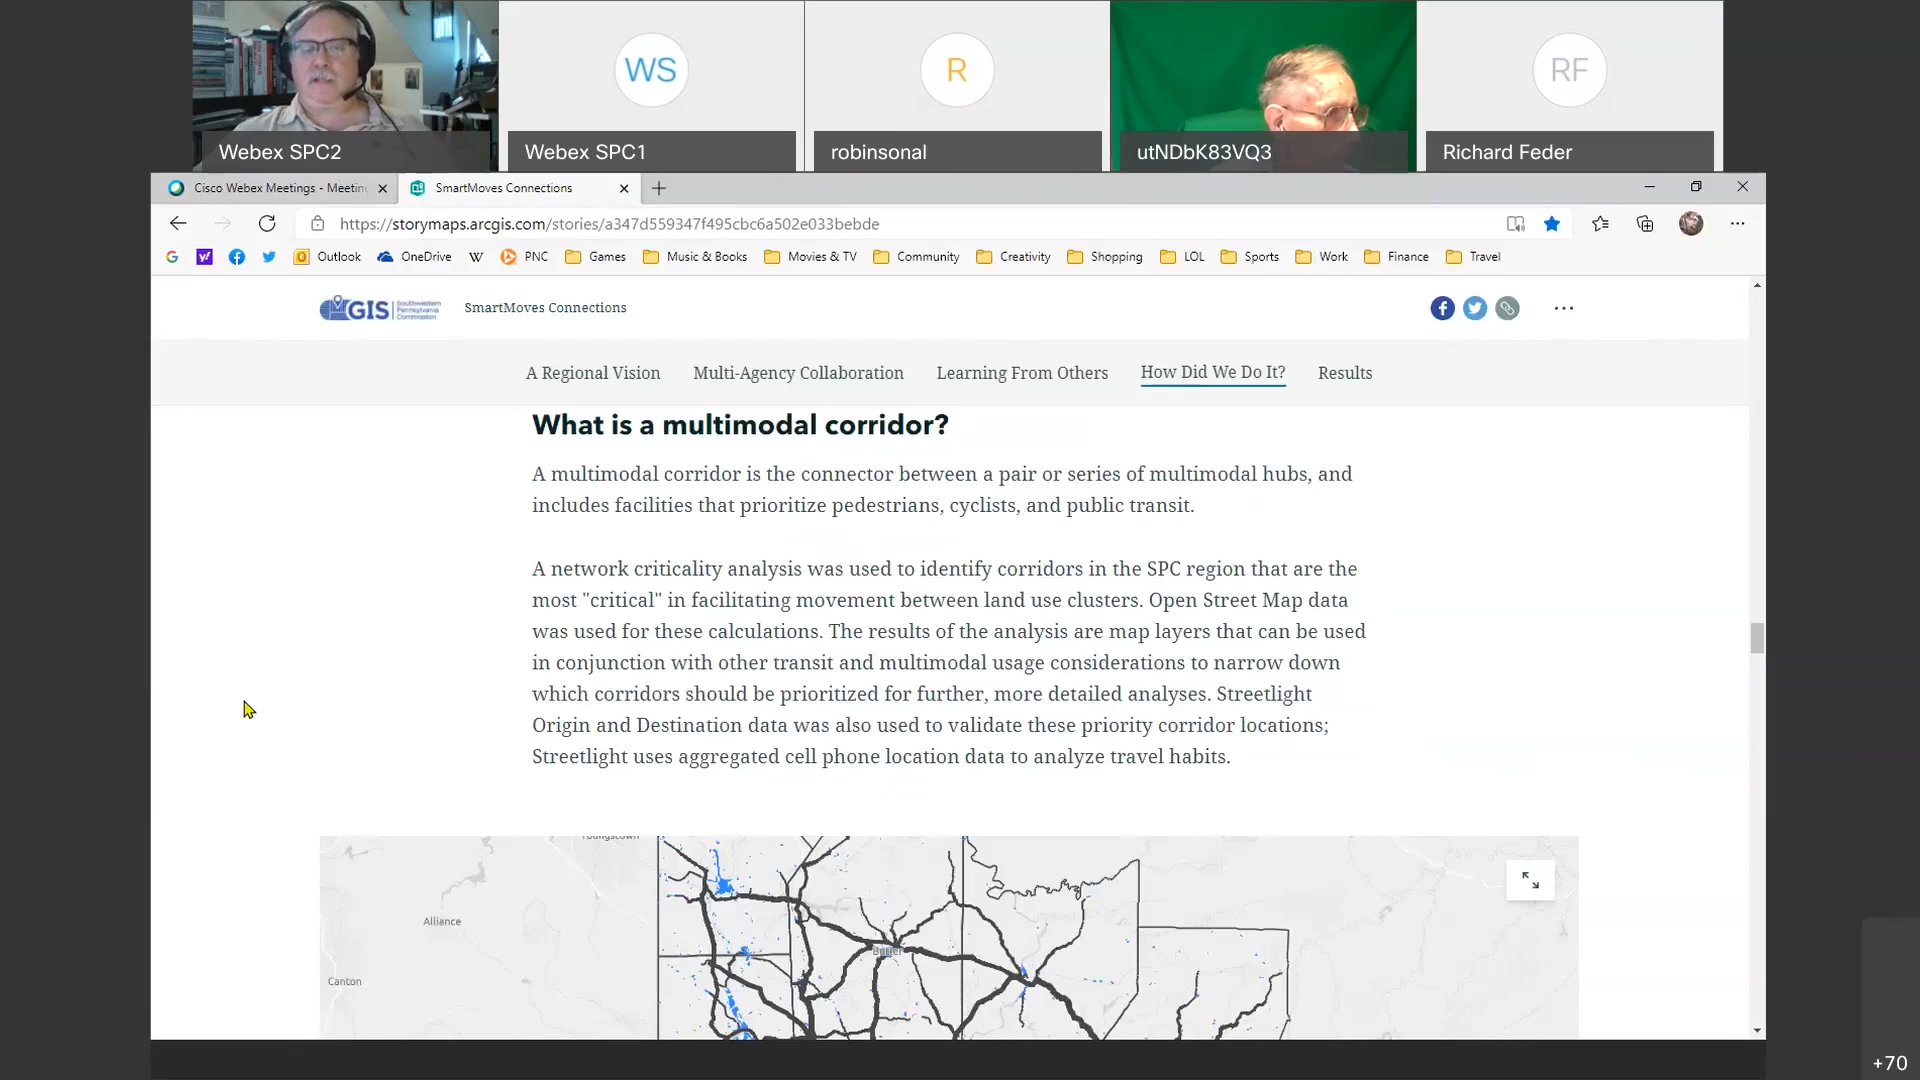 WS
R
RF
Webex SPC2
Webex SPC1
robinsonal
utNDbK83VQ3
Richard Feder
Cisco Webex Meetings - Meetin
SmartMoves Connections
https://storymaps.arcgis.com/stories/a347d559347f495cbc6a502e033bebde
Outlook
OneDrive
W
PNC
Games
Music & Books
Movies & TV
Community
Creativity
Shopping
LOL
Sports
Work
Finance
Travel
GIS
Southwestern
Pennsylvania
Commission
SmartMoves Connections
A Regional Vision
Multi-Agency Collaboration
Learning From Others
How Did We Do It?
Results
What is a multimodal corridor?
A multimodal corridor is the connector between a pair or series of multimodal hubs, and
includes facilities that prioritize pedestrians, cyclists, and public transit.
A network criticality analysis was used to identify corridors in the SPC region that are the
most "critical" in facilitating movement between land use clusters. Open Street Map data
was used for these calculations. The results of the analysis are map layers that can be used
in conjunction with other transit and multimodal usage considerations to narrow down
which corridors should be prioritized for further, more detailed analyses. Streetlight
Origin and Destination data was also used to validate these priority corridor locations;
Streetlight uses aggregated cell phone location data to analyze travel habits.
Youngstown
Alliance
Butler
Canton
+70